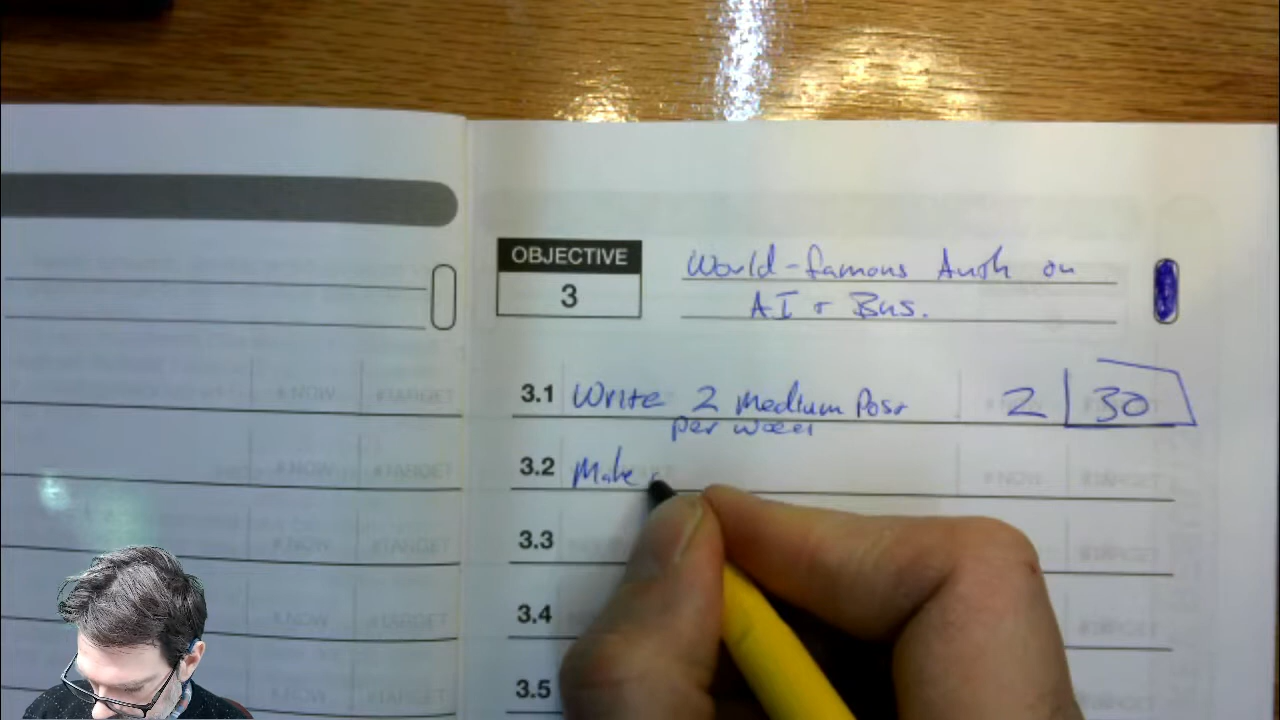 OBJECTIVE
3
World-famous Auth on
AI + Bus.
3.1 Write 2 Medium Post 2 30
per week
3.2 Make
3.3
3.4
3.5